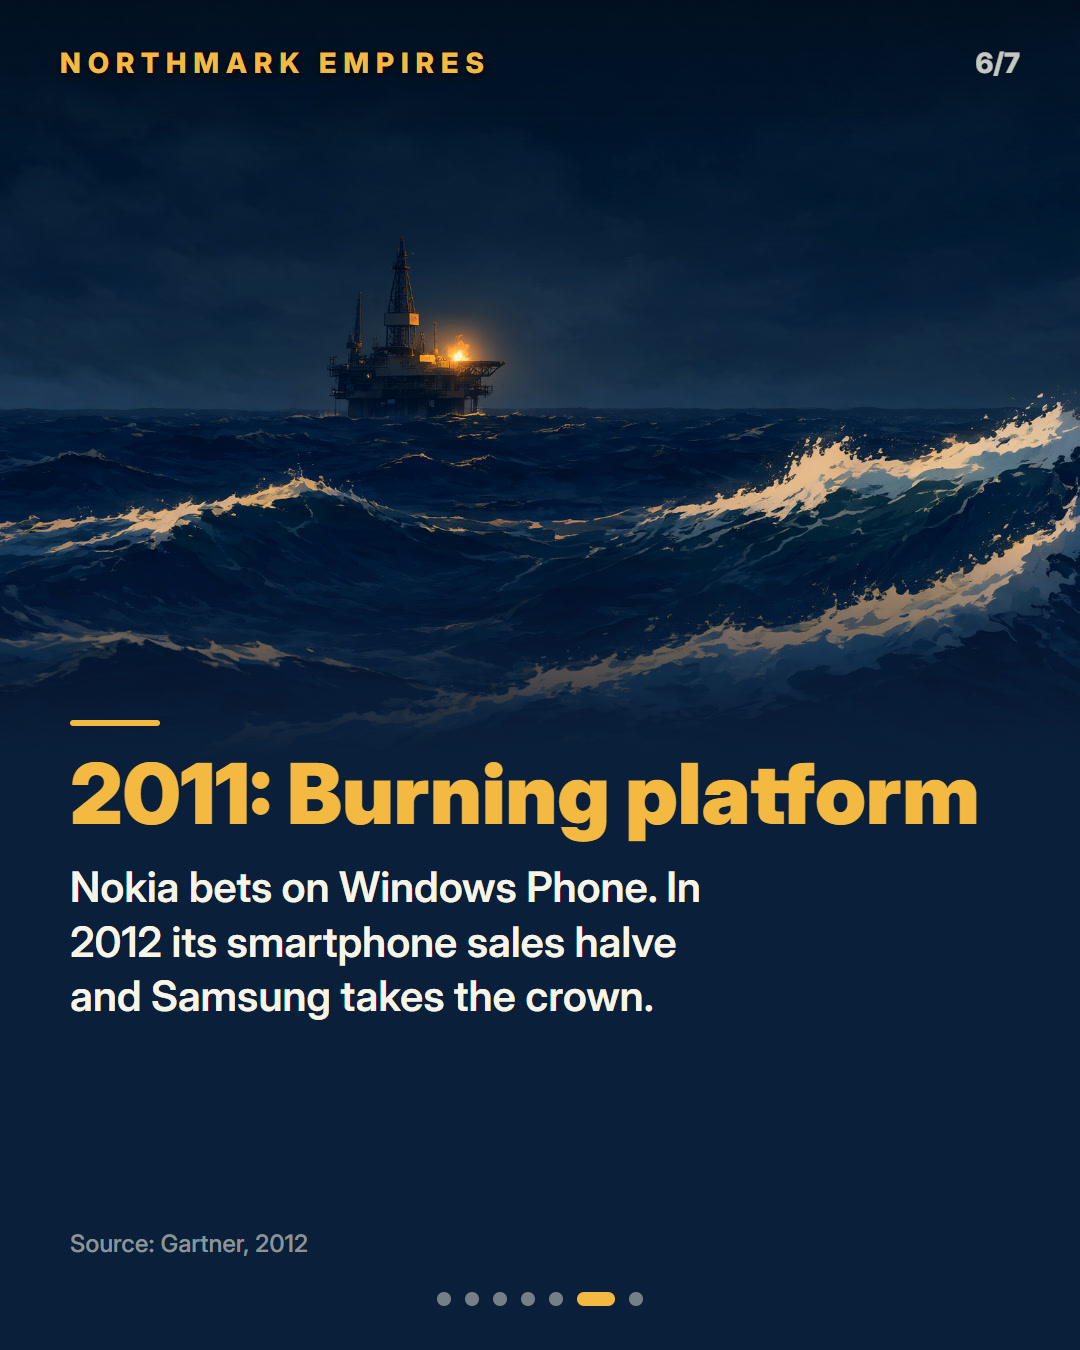 NORTHMARK EMPIRES
6/7
2011: Burning platform
Nokia bets on Windows Phone. In
2012 its smartphone sales halve
and Samsung takes the crown.
Source: Gartner, 2012